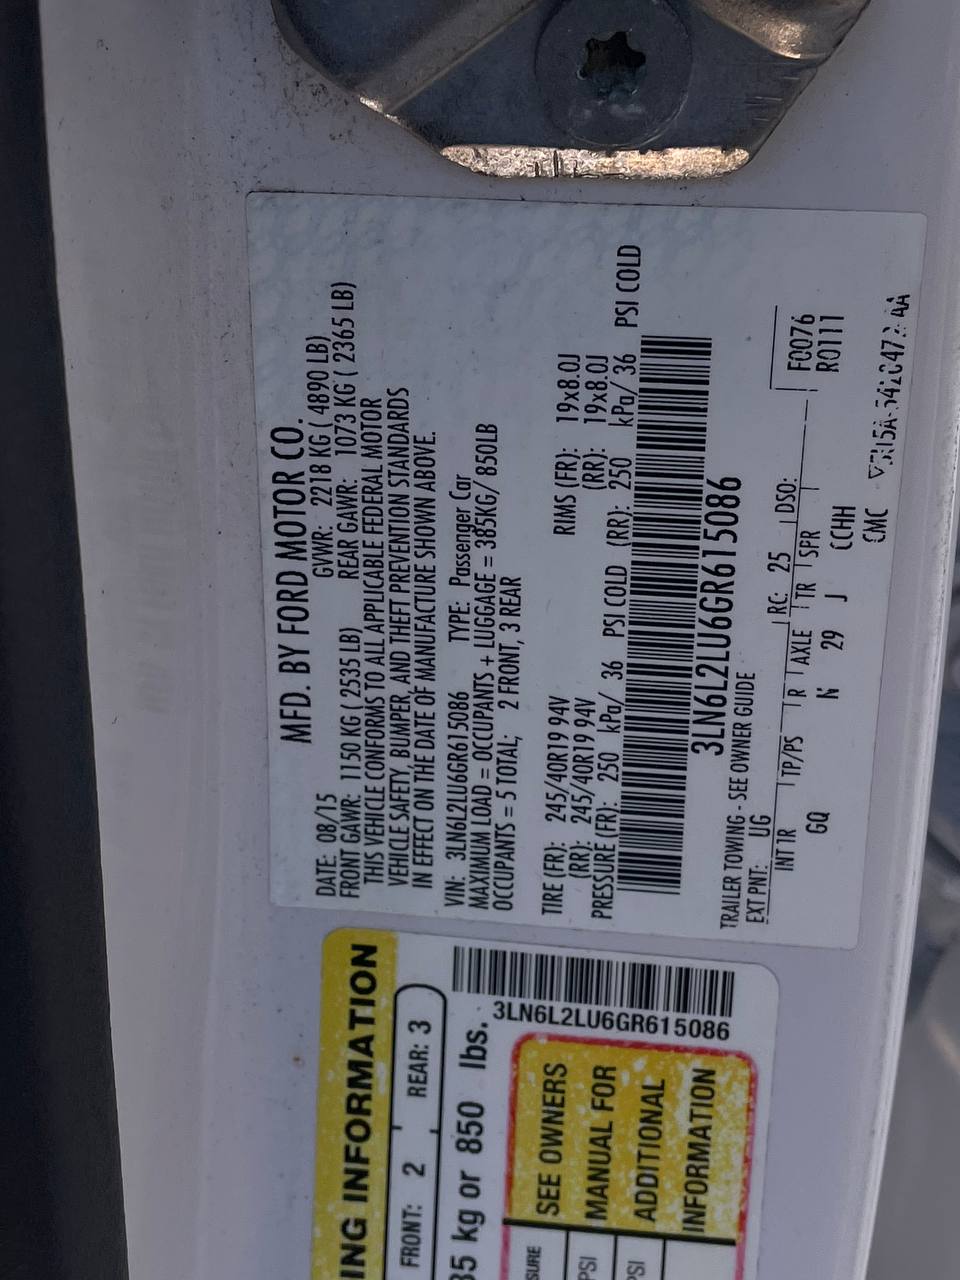 MFD. BY FORD MOTOR CO.
DATE: 08/15 GVWR: 2218 KG ( 4890 LB)
FRONT GAWR: 1150 KG ( 2535 LB) REAR GAWR: 1073 KG ( 2365 LB)
THIS VEHICLE CONFORMS TO ALL APPLICABLE FEDERAL MOTOR
VEHICLE SAFETY, BUMPER, AND THEFT PREVENTION STANDARDS
IN EFFECT ON THE DATE OF MANUFACTURE SHOWN ABOVE.
VIN: 3LN6L2LU6GR615086 TYPE: Passenger Car
MAXIMUM LOAD = OCCUPANTS + LUGGAGE = 385KG/ 850LB
OCCUPANTS = 5 TOTAL; 2 FRONT, 3 REAR
TIRE (FR): 245/40R19 94V RIMS (FR): 19x8.0J
(RR): 245/40R19 94V (RR): 19x8.0J
PRESSURE (FR): 250 kPa/ 36 PSI COLD (RR): 250 kPa/ 36 PSI COLD
3LN6L2LU6GR615086
TRAILER TOWING - SEE OWNER GUIDE
EXT PNT: UG RC: 25 DSO:
INT TR TP/PS R AXLE TR SPR F0076
GQ N 29 J CCHH R0111
CMC
ING INFORMATION
FRONT: 2 REAR: 3
kg or 850 lbs.
3LN6L2LU6GR615086
SEE OWNERS
MANUAL FOR
ADDITIONAL
INFORMATION
PSI
PSI